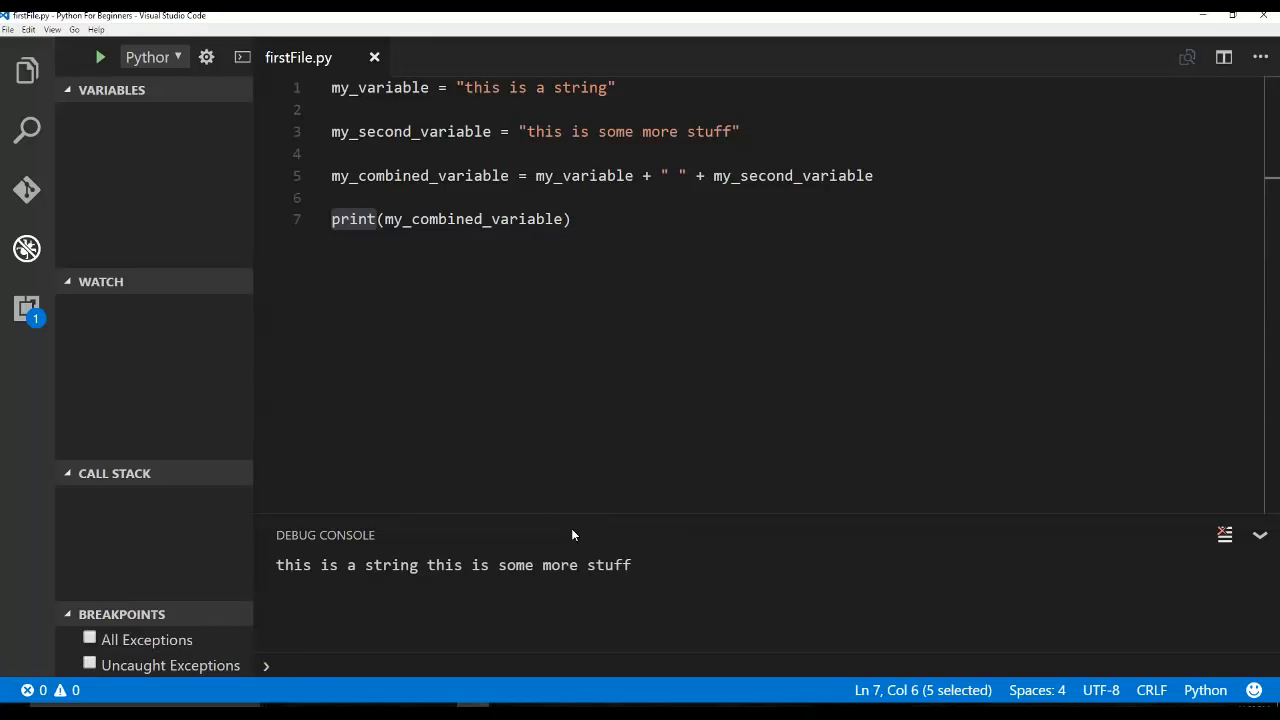 firstFile.py - Python For Beginners - Visual Studio Code
File Edit View Go Help
Python
firstFile.py
VARIABLES
1 my_variable = "this is a string"
2
3 my_second_variable = "this is some more stuff"
4
5 my_combined_variable = my_variable + " " + my_second_variable
6
7 print(my_combined_variable)
WATCH
1
CALL STACK
DEBUG CONSOLE
this is a string this is some more stuff
BREAKPOINTS
All Exceptions
Uncaught Exceptions
0 0 Ln 7, Col 6 (5 selected) Spaces: 4 UTF-8 CRLF Python